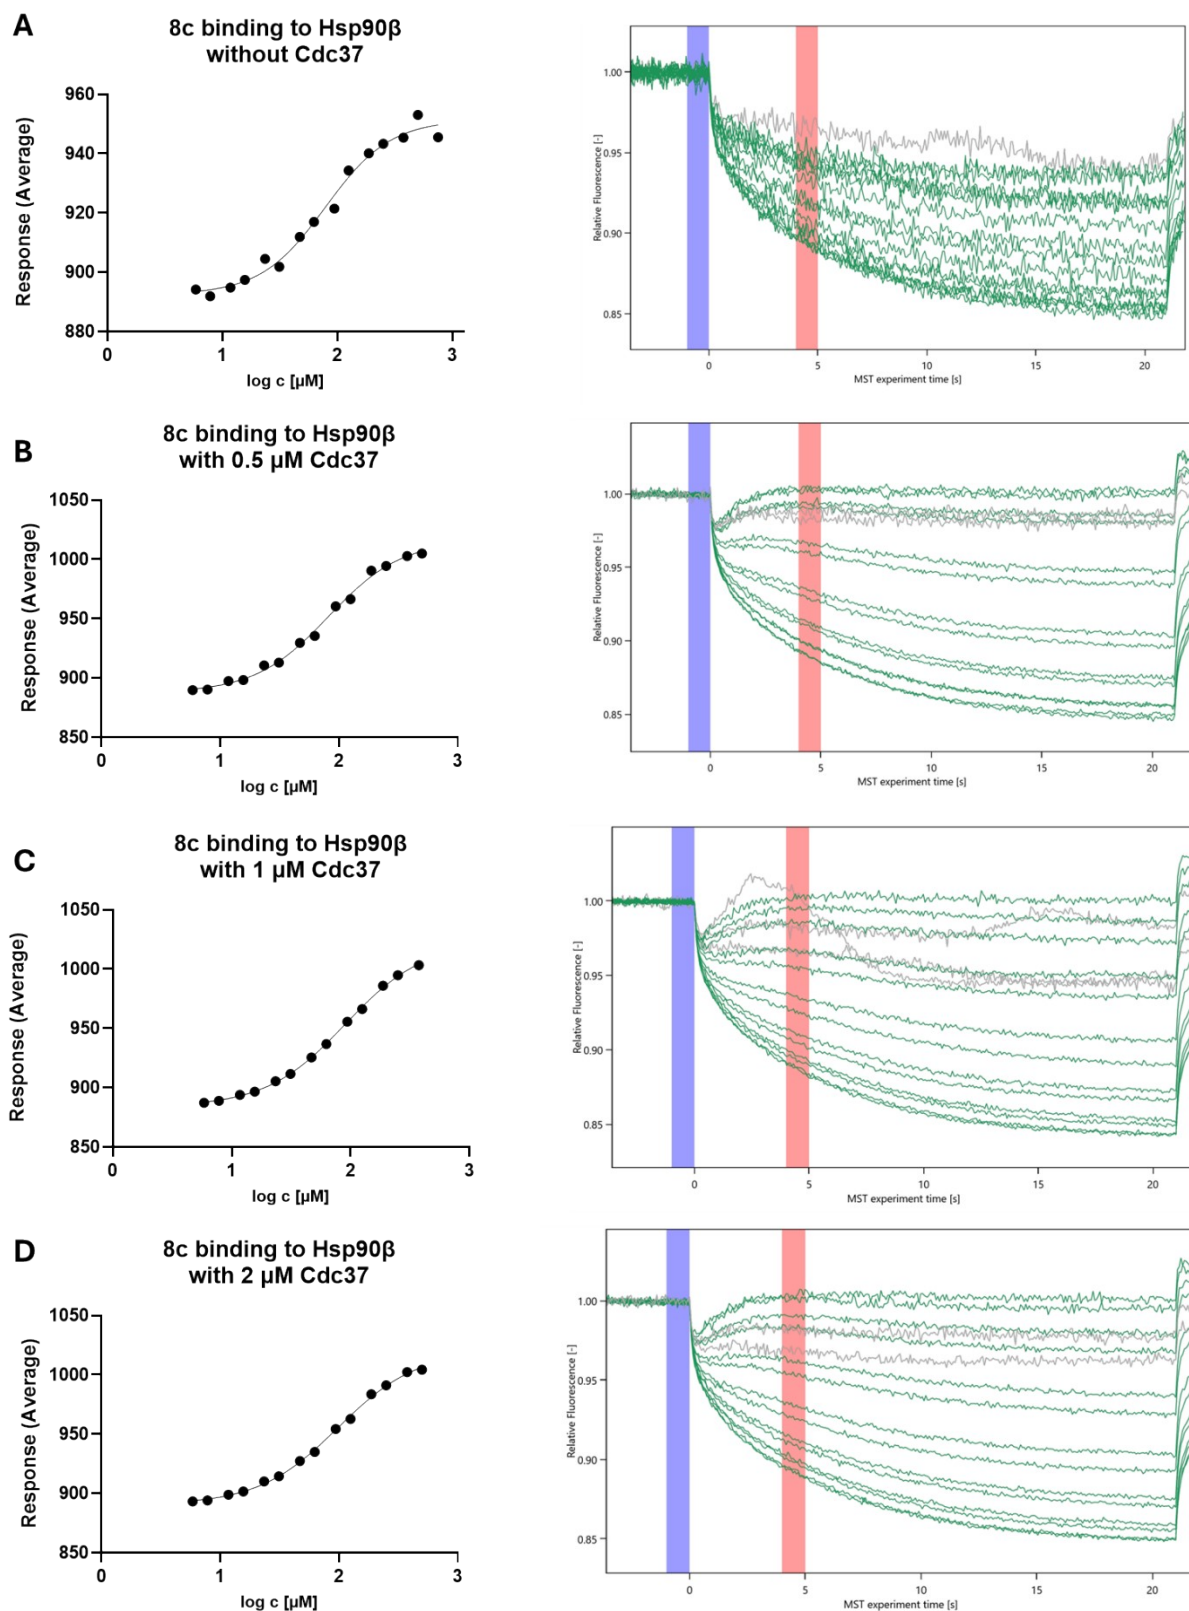 A
8c binding to Hsp90β
without Cdc37
960
940
920
900
880
Response (Average)
0
1
2
3
log c [µM]
1.00
0.95
0.90
0.85
Relative Fluorescence [-]
0
5
10
15
20
MST experiment time [s]
B
8c binding to Hsp90β
with 0.5 µM Cdc37
1050
1000
950
900
850
Response (Average)
0
1
2
3
log c [µM]
1.00
0.95
0.90
0.85
Relative Fluorescence [-]
0
5
10
15
20
MST experiment time [s]
C
8c binding to Hsp90β
with 1 µM Cdc37
1050
1000
950
900
850
Response (Average)
0
1
2
3
log c [µM]
1.00
0.95
0.90
0.85
Relative Fluorescence [-]
0
5
10
15
20
MST experiment time [s]
D
8c binding to Hsp90β
with 2 µM Cdc37
1050
1000
950
900
850
Response (Average)
0
1
2
3
log c [µM]
1.00
0.95
0.90
0.85
Relative Fluorescence [-]
0
5
10
15
20
MST experiment time [s]